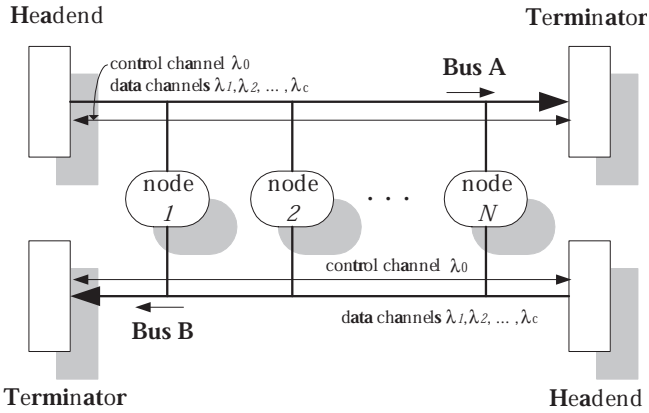 Headend
Terminator
control channel λ0
data channels λ1,λ2, ... ,λc
Bus A
node
1
node
2
. . .
node
N
control channel λ0
Bus B
data channels λ1,λ2, ... ,λc
Terminator
Headend